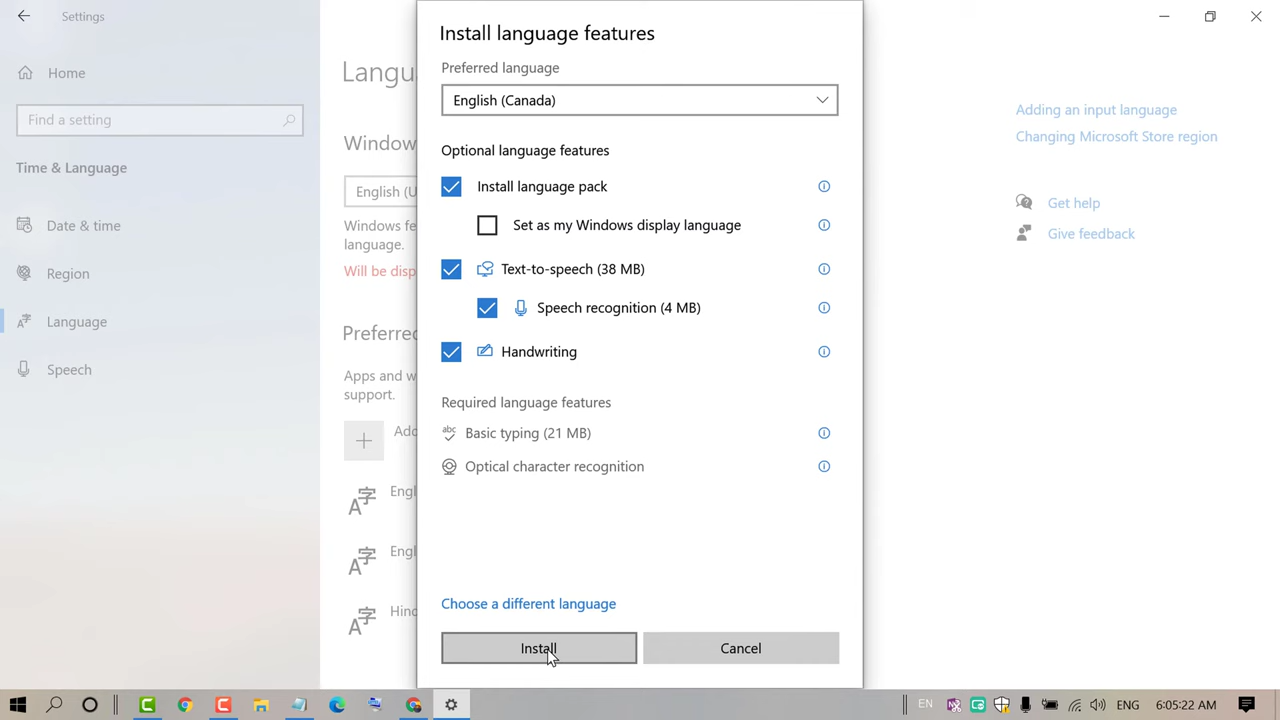 Settings
Home
Find a setting
Time & Language
Date & time
Region
Language
Speech
Langu
Window
English (U
Windows fe
language.
Will be disp
Preferred
Apps and w
support.
Add
Engl
Engl
Hind
Install language features
Preferred language
English (Canada)
Optional language features
Install language pack
Set as my Windows display language
Text-to-speech (38 MB)
Speech recognition (4 MB)
Handwriting
Required language features
abc
Basic typing (21 MB)
Optical character recognition
Choose a different language
Install
Cancel
Adding an input language
Changing Microsoft Store region
Get help
Give feedback
EN
ENG
6:05:22 AM